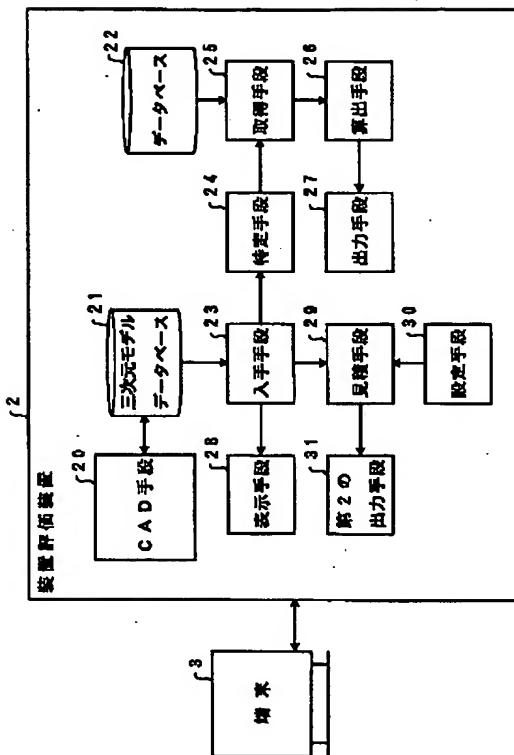 2
装置評価装置
20
CAD手段
21
三次元モデル
データベース
22
データベース
28
表示手段
23
入手手段
24
特定手段
25
取得手段
31
第2の
出力手段
29
見積手段
27
出力手段
26
算出手段
30
設定手段
3
端末